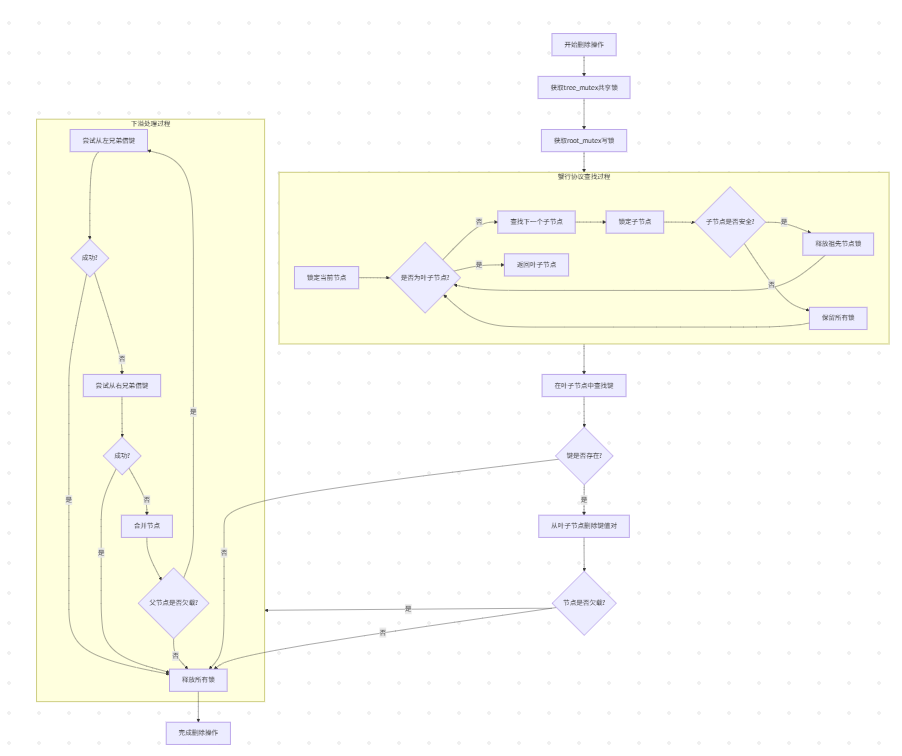 开始删除操作
获取tree_mutex共享锁
获取root_mutex写锁
蟹行协议查找过程
锁定当前节点
是否为叶子节点?
否
查找下一个子节点
锁定子节点
子节点是否安全?
是
释放祖先节点锁
是
返回叶子节点
否
保留所有锁
在叶子节点中查找键
键是否存在?
是
否
从叶子节点删除键值对
节点是否欠载?
是
否
下溢处理过程
尝试从左兄弟借键
成功?
否
是
尝试从右兄弟借键
成功?
否
是
合并节点
父节点是否欠载?
是
否
释放所有锁
完成删除操作